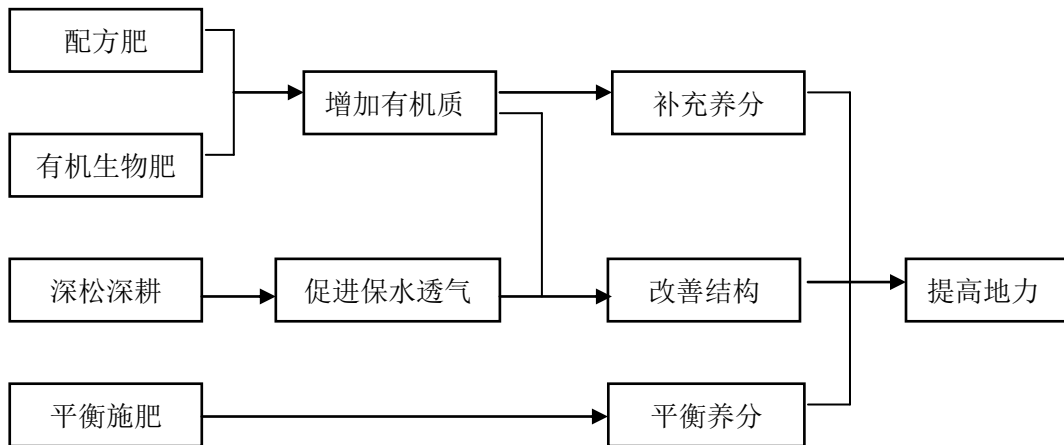 配方肥
增加有机质
补充养分
有机生物肥
深松深耕
促进保水透气
改善结构
提高地力
平衡施肥
平衡养分